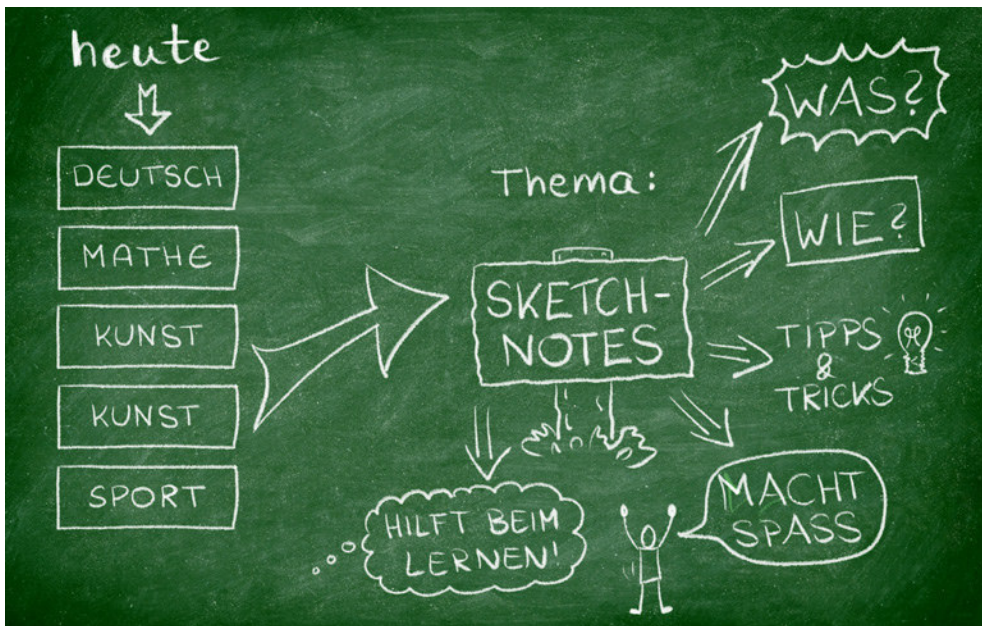 heute
DEUTSCH
MATHE
KUNST
KUNST
SPORT
Thema:
SKETCH-
NOTES
WAS?
WIE?
TIPPS
&
TRICKS
MACHT
SPASS
HILFT BEIM
LERNEN!